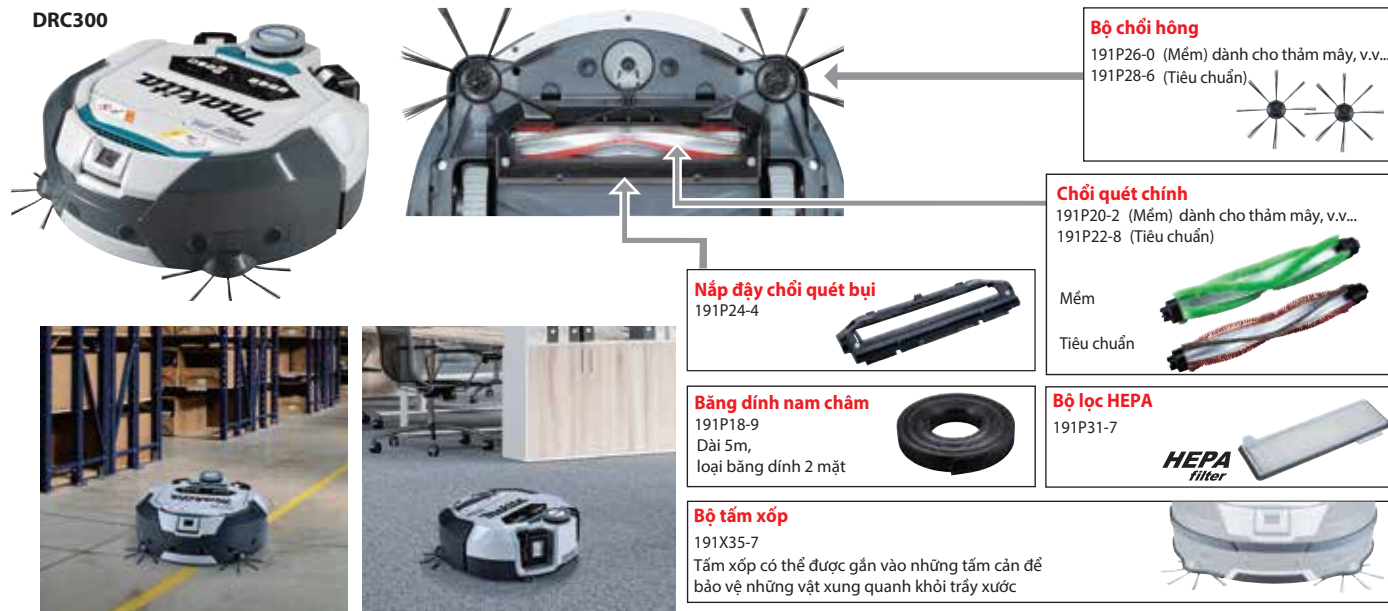 DRC300
makita
Bộ chổi hông
191P26-0 (Mềm) dành cho thảm mây, v.v...
191P28-6 (Tiêu chuẩn)
Chổi quét chính
191P20-2 (Mềm) dành cho thảm mây, v.v...
191P22-8 (Tiêu chuẩn)
Mềm
Tiêu chuẩn
Nắp đậy chổi quét bụi
191P24-4
Băng dính nam châm
191P18-9
Dài 5m,
loại băng dính 2 mặt
Bộ lọc HEPA
191P31-7
HEPA
filter
Bộ tấm xốp
191X35-7
Tấm xốp có thể được gắn vào những tấm cản để
bảo vệ những vật xung quanh khỏi trầy xước
makita